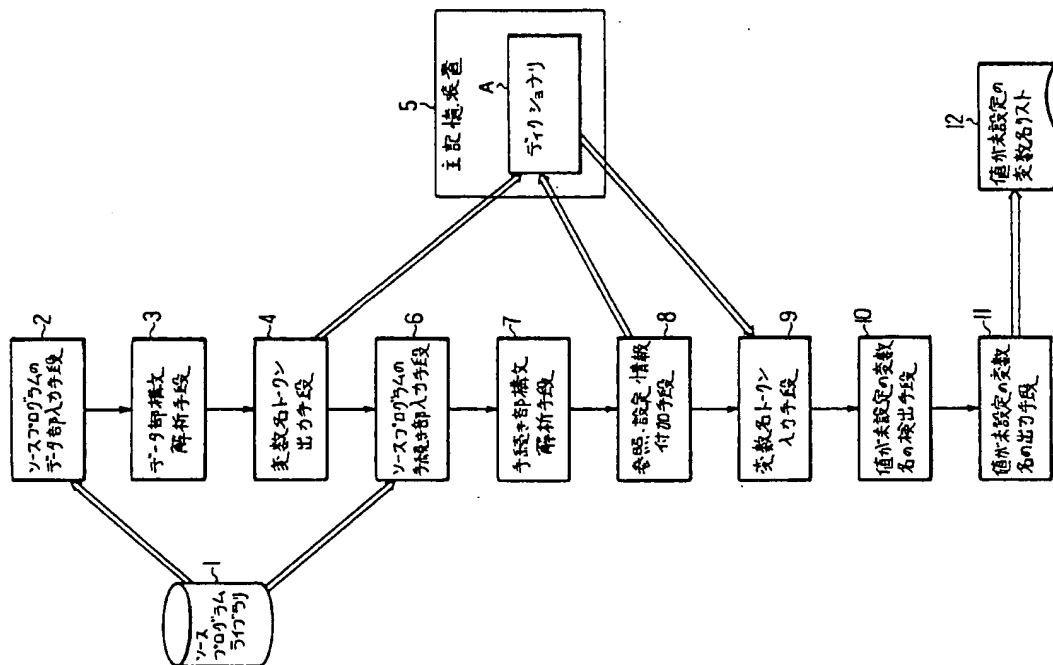 1
ソース
プログラム
ライブラリ
2
ソースプログラムの
データ部入力手段
3
データ部構文
解析手段
4
変数名トークン
出力手段
5
主記憶装置
A
ディクショナリ
6
ソースプログラムの
手続き部入力手段
7
手続き部構文
解析手段
8
参照・設定情報
付加手段
9
変数名トークン
入力手段
10
値が未設定の変数
名の検出手段
11
値が未設定の変数
名の出力手段
12
値が未設定の
変数名リスト